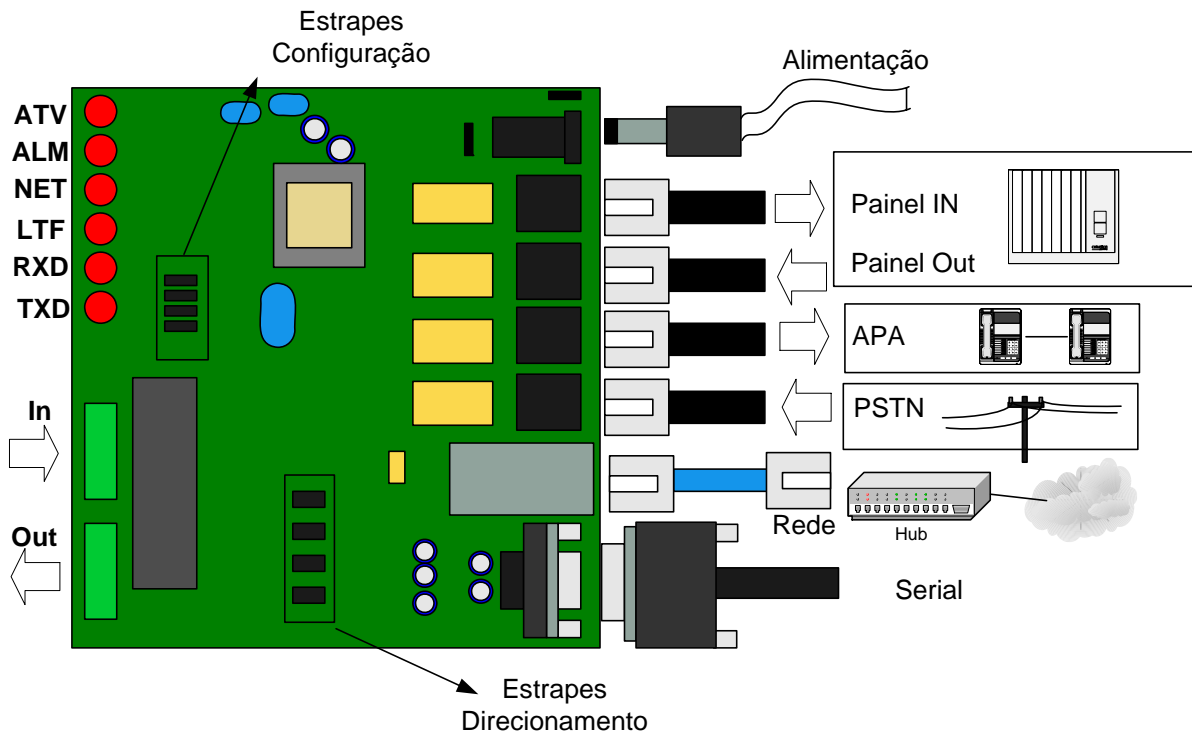 Estrapes
Configuração
Alimentação
ATV
ALM
NET
LTF
RXD
TXD
Painel IN
Painel Out
APA
PSTN
In
Out
Rede
Hub
Serial
Estrapes
Direcionamento